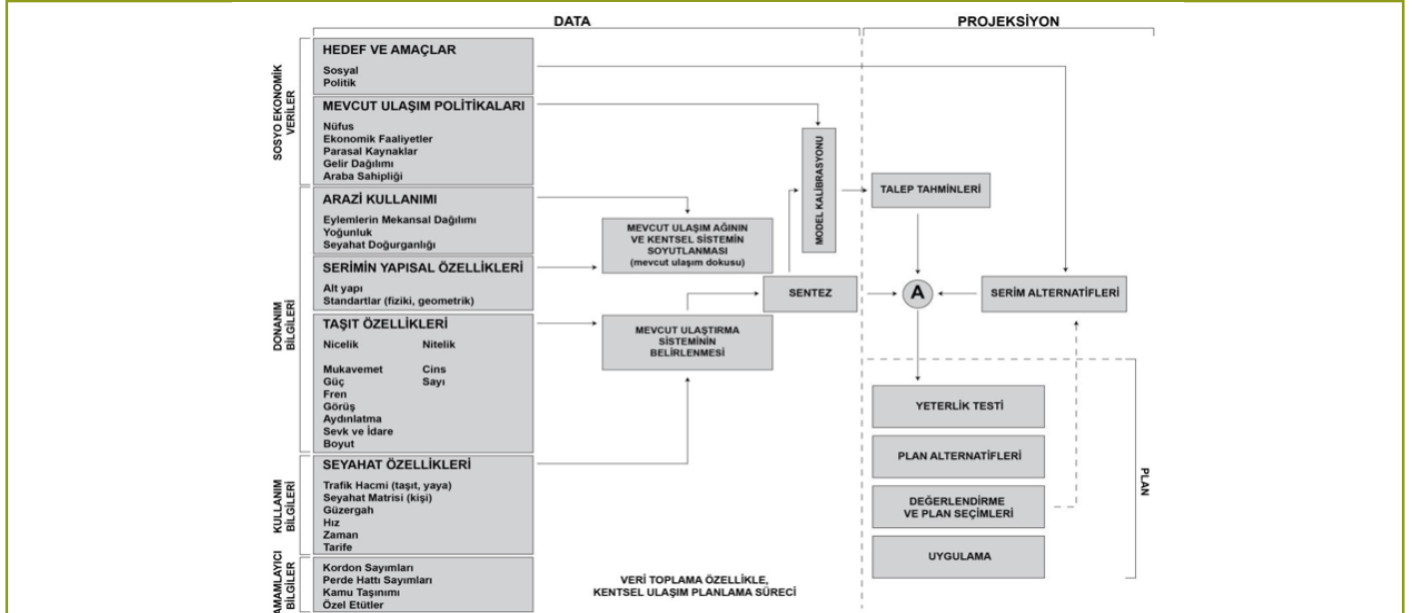 DATA
PROJEKSİYON
SOSYO EKONOMİK
VERİLER
HEDEF VE AMAÇLAR
Sosyal
Politik
MEVCUT ULAŞIM POLİTİKALARI
Nüfus
Ekonomik Faaliyetler
Parasal Kaynaklar
Gelir Dağılımı
Araba Sahipliği
DONANIM
BİLGİLERİ
ARAZİ KULLANIMI
Eylemlerin Mekansal Dağılımı
Yoğunluk
Seyahat Doğurganlığı
SERİMİN YAPISAL ÖZELLİKLERİ
Alt yapı
Standartlar (fiziki, geometrik)
TAŞIT ÖZELLİKLERİ
Nicelik Nitelik
Mukavemet Cins
Güç Sayı
Fren
Görüş
Aydınlatma
Sevk ve İdare
Boyut
KULLANIM
BİLGİLERİ
SEYAHAT ÖZELLİKLERİ
Trafik Hacmi (taşıt, yaya)
Seyahat Matrisi (kişi)
Güzergah
Hız
Zaman
Tarife
AMAMLAYICI
BİLGİLER
Kordon Sayımları
Perde Hattı Sayımları
Kamu Taşınımı
Özel Etütler
MEVCUT ULAŞIM AĞININ
VE KENTSEL SİSTEMİN
SOYUTLANMASI
(mevcut ulaşım dokusu)
MEVCUT ULAŞTIRMA
SİSTEMİNİN
BELİRLENMESİ
SENTEZ
MODEL KALİBRASYONU
TALEP TAHMİNLERİ
A
SERİM ALTERNATİFLERİ
YETERLİK TESTİ
PLAN ALTERNATİFLERİ
DEĞERLENDİRME
VE PLAN SEÇİMLERİ
UYGULAMA
PLAN
VERİ TOPLAMA ÖZELLİKLE,
KENTSEL ULAŞIM PLANLAMA SÜRECİ